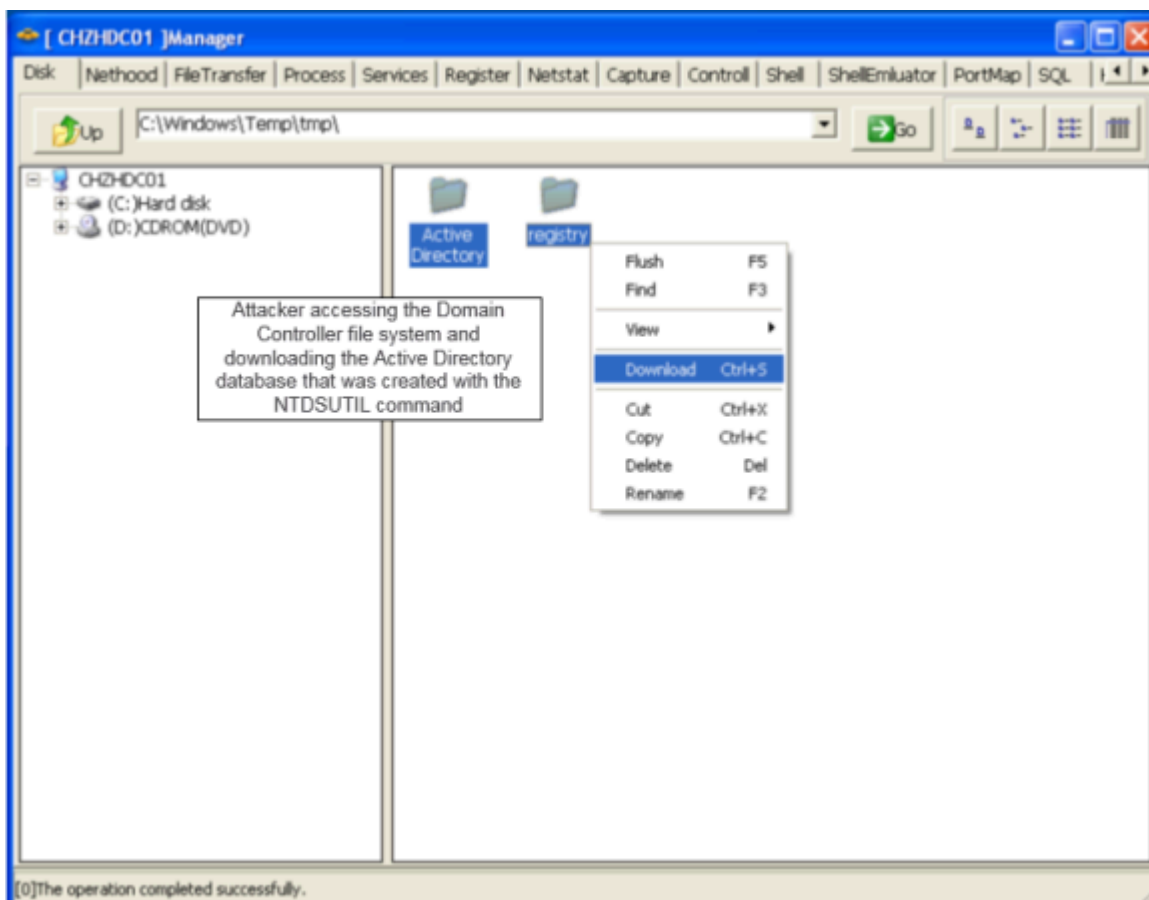 [ CHZHDC01 ]Manager
Disk Nethood FileTransfer Process Services Register Netstat Capture Controll Shell ShellEmluator PortMap SQL
Up C:\Windows\Temp\tmp\ Go
CHZHDC01
(C:)Hard disk
(D:)CDROM(DVD)
Active
Directory
registry
Flush F5
Find F3
View
Download Ctrl+S
Cut Ctrl+X
Copy Ctrl+C
Delete Del
Rename F2
Attacker accessing the Domain
Controller file system and
downloading the Active Directory
database that was created with the
NTDSUTIL command
[0]The operation completed successfully.